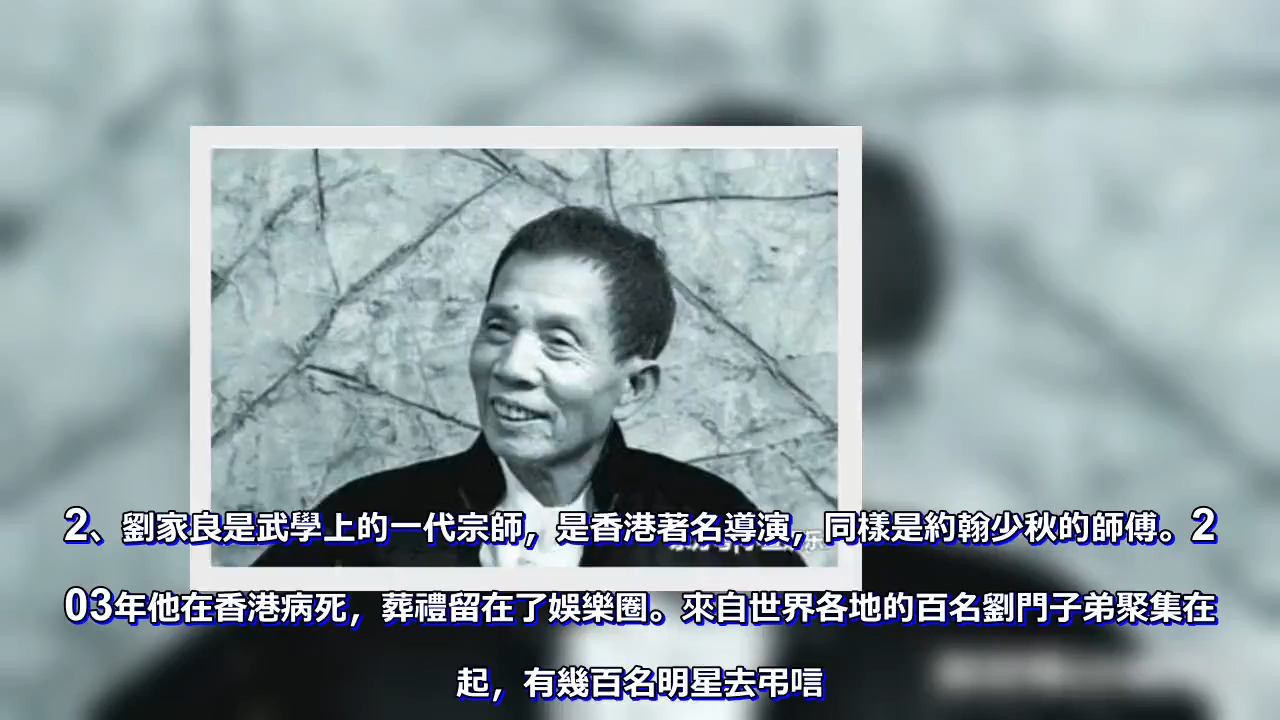 2、劉家良是武學上的一代宗師，是香港著名導演，同樣是約翰少秋的師傅。2
03年他在香港病死，葬禮留在了娛樂圈。來自世界各地的百名劉門子弟聚集在
起，有幾百名明星去弔唁